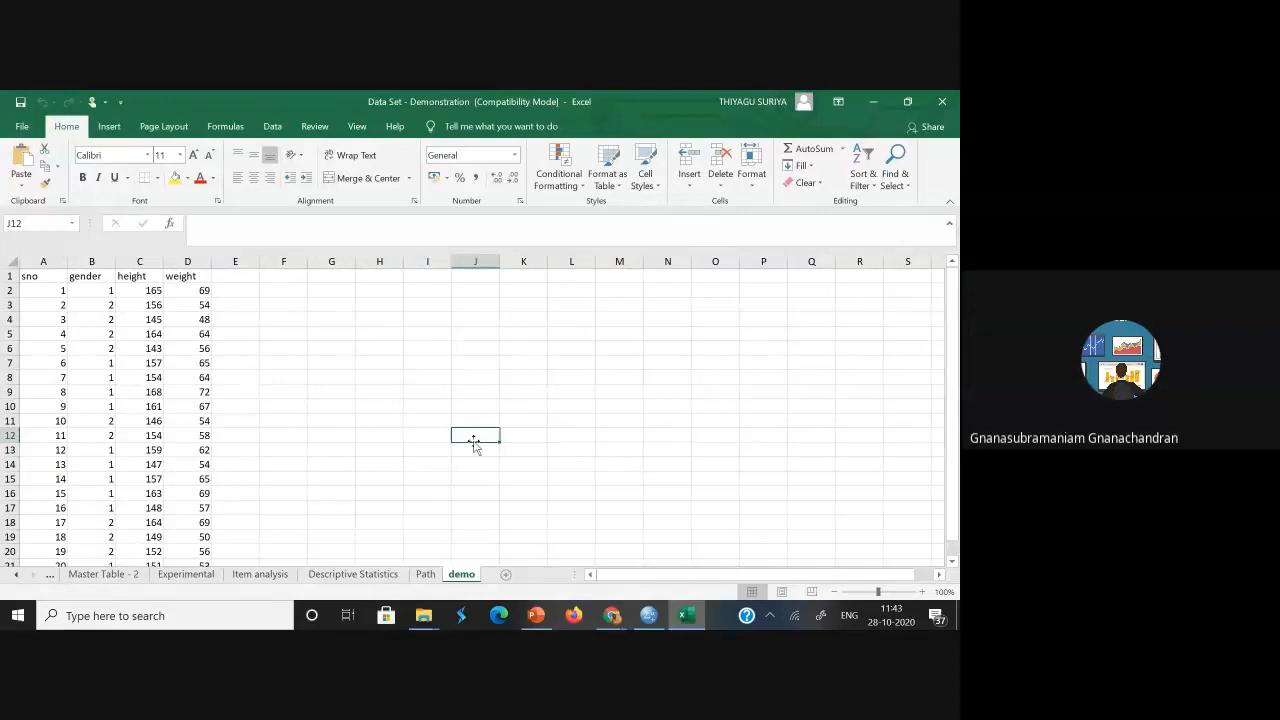 Data Set - Demonstration (Compatibility Mode) - Excel
THIYAGU SURIYA
File Home Insert Page Layout Formulas Data Review View Help Tell me what you want to do Share
Calibri 11 Wrap Text General AutoSum
Fill
Clear
Paste B I U Merge & Center % Conditional Formatting Format as Table Cell Styles Insert Delete Format Sort & Filter Find & Select
Clipboard Font Alignment Number Styles Cells Editing
J12 fx
A B C D E F G H I J K L M N O P Q R S
1 sno gender height weight
2 1 1 165 69
3 2 2 156 54
4 3 2 145 48
5 4 2 164 64
6 5 2 143 56
7 6 1 157 65
8 7 1 154 64
9 8 1 168 72
10 9 1 161 67
11 10 2 146 54
12 11 2 154 58
13 12 1 159 62
14 13 1 147 54
15 14 1 157 65
16 15 1 163 69
17 16 1 148 57
18 17 2 164 69
19 18 2 149 50
20 19 2 152 56
21 20 1 151 53
... Master Table - 2 Experimental Item analysis Descriptive Statistics Path demo
100%
Type here to search
ENG
11:43
28-10-2020
37
Gnanasubramaniam Gnanachandran